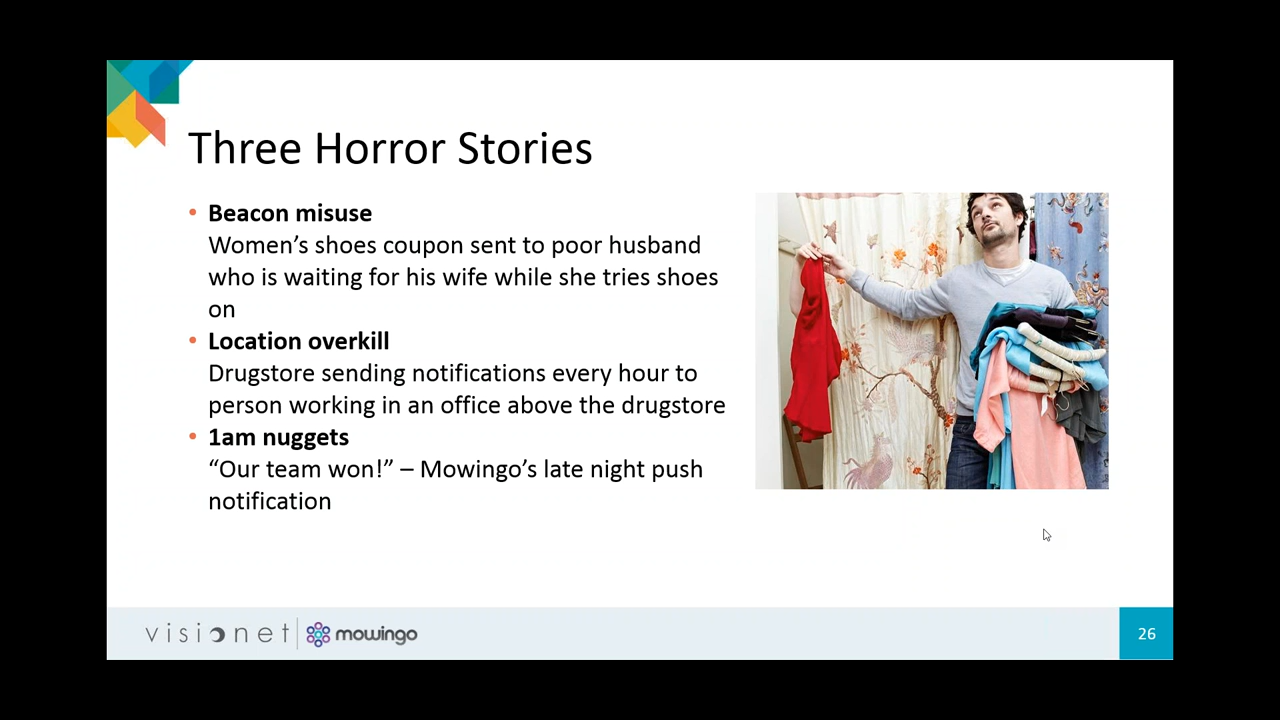 Three Horror Stories
• Beacon misuse
Women’s shoes coupon sent to poor husband
who is waiting for his wife while she tries shoes
on
• Location overkill
Drugstore sending notifications every hour to
person working in an office above the drugstore
• 1am nuggets
“Our team won!” – Mowingo’s late night push
notification
visionet mowingo 26